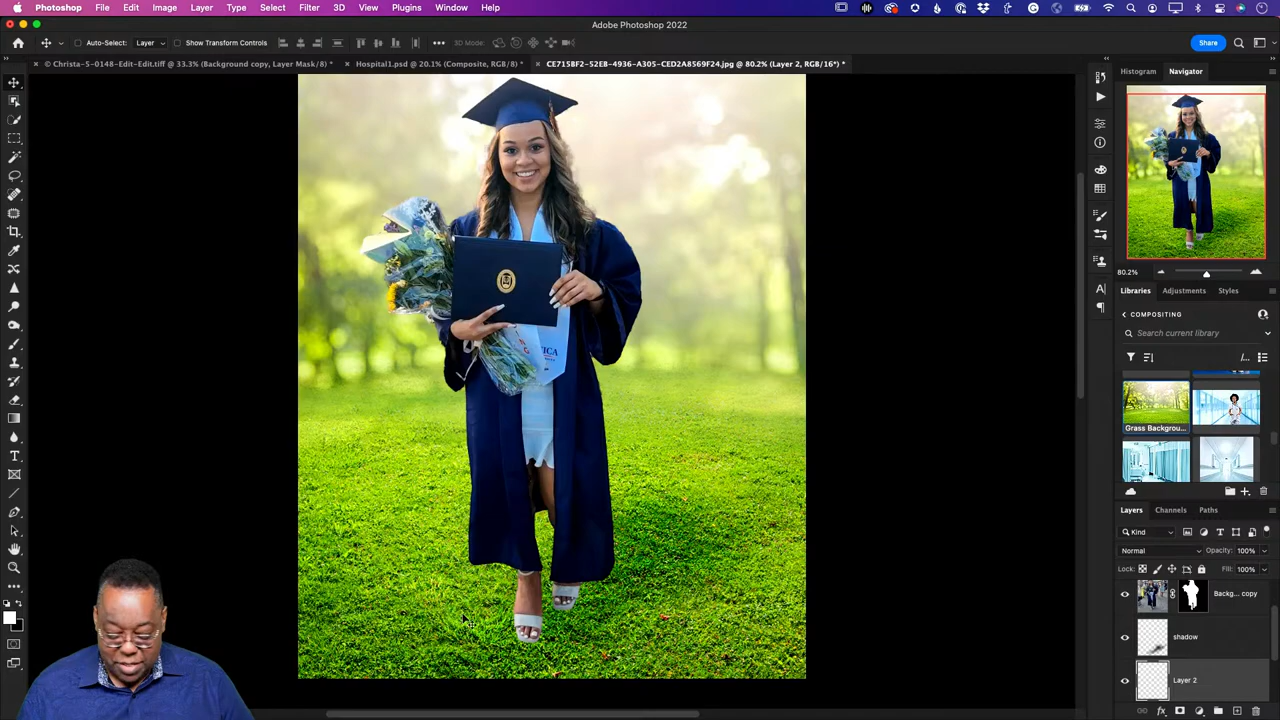 Photoshop File Edit Image Layer Type Select Filter 3D View Plugins Window Help
Adobe Photoshop 2022
Auto-Select: Layer Show Transform Controls ••• 3D Mode: Share
× © Christa-5-0148-Edit-Edit.tiff @ 33.3% (Background copy, Layer Mask/8) * × Hospital1.psd @ 20.1% (Composite, RGB/8) * × CE715BF2-52E8-4936-A305-CED2A8569F24.jpg @ 80.2% (Layer 2, RGB/16*) *
Histogram Navigator
80.2%
Libraries Adjustments Styles
COMPOSITING
Search current library
Grass Backgrou...
Layers Channels Paths
Kind
Normal Opacity: 100%
Lock: Fill: 100%
Backg... copy
shadow
Layer 2